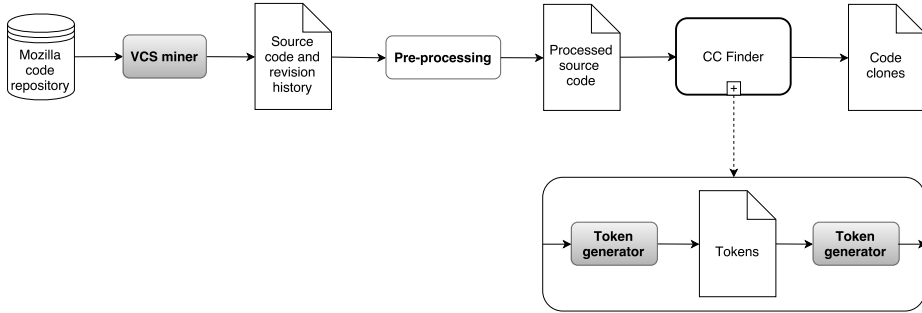 Mozilla
code
repository
VCS miner
Source
code and
revision
history
Pre-processing
Processed
source
code
CC Finder
+
Code
clones
Token
generator
Tokens
Token
generator